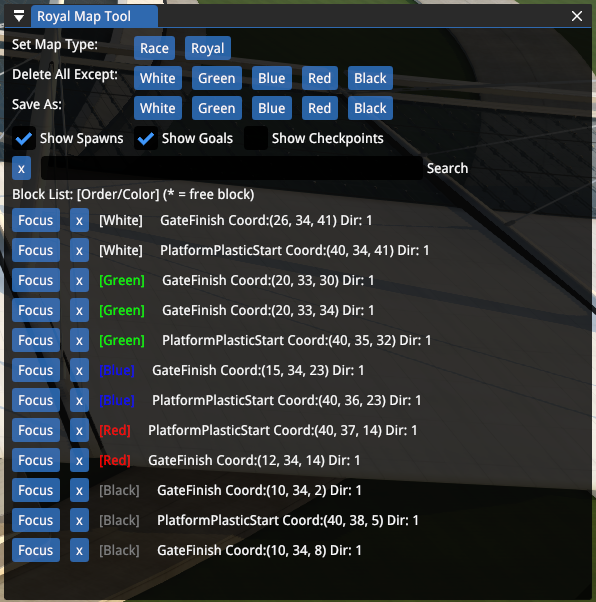 Royal Map Tool
Set Map Type: Race Royal
Delete All Except: White Green Blue Red Black
Save As: White Green Blue Red Black
Show Spawns Show Goals Show Checkpoints
x Search
Block List: [Order/Color] (* = free block)
Focus x [White] GateFinish Coord:(26, 34, 41) Dir: 1
Focus x [White] PlatformPlasticStart Coord:(40, 34, 41) Dir: 1
Focus x [Green] GateFinish Coord:(20, 33, 30) Dir: 1
Focus x [Green] GateFinish Coord:(20, 33, 34) Dir: 1
Focus x [Green] PlatformPlasticStart Coord:(40, 35, 32) Dir: 1
Focus x [Blue] GateFinish Coord:(15, 34, 23) Dir: 1
Focus x [Blue] PlatformPlasticStart Coord:(40, 36, 23) Dir: 1
Focus x [Red] PlatformPlasticStart Coord:(40, 37, 14) Dir: 1
Focus x [Red] GateFinish Coord:(12, 34, 14) Dir: 1
Focus x [Black] GateFinish Coord:(10, 34, 2) Dir: 1
Focus x [Black] PlatformPlasticStart Coord:(40, 38, 5) Dir: 1
Focus x [Black] GateFinish Coord:(10, 34, 8) Dir: 1